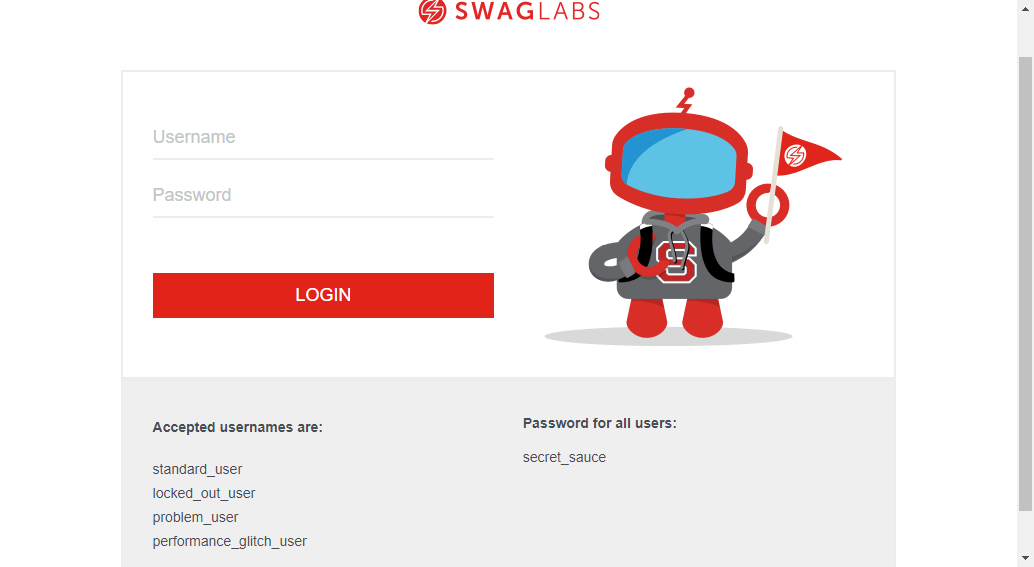 SWAGLABS
Username
Password
LOGIN
S
Accepted usernames are:
standard_user
locked_out_user
problem_user
performance_glitch_user
Password for all users:
secret_sauce